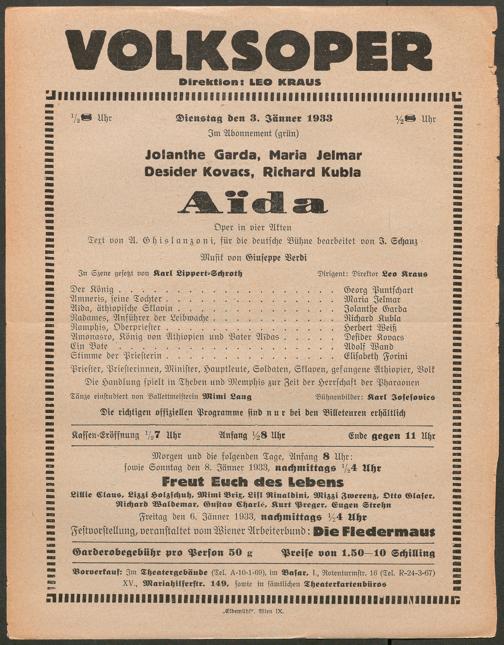 VOLKSOPER
Direktion: LEO KRAUS
Uhr Dienstag den 3. Jänner 1933 Uhr
Im Abonnement (grün)
Jolanthe Garda, Maria Jelmar
Desider Kovacs, Richard Kubla
Aïda
Oper in vier Akten
Text von A. Ghislanzoni, für die deutsche Bühne bearbeitet von J. Schanz
Musik von Giuseppe Verdi
In Szene gesetzt von Karl Lippert-Schroth Dirigent: Direktor Leo Kraus
Der König . . . . . . . . . . Georg Puntschart
Amneris, seine Tochter . . . . . . . . . . Maria Jelmar
Aida, äthiopische Sklavin . . . . . . . . . . Jolanthe Garda
Radames, Anführer der Leibwache . . . . . . . . . . Richard Kubla
Ramphis, Oberpriester . . . . . . . . . . Herbert Weiß
Amonasro, König von Äthiopien und Vater Aidas . . . . . . . . . . Desider Kovacs
Ein Bote . . . . . . . . . . Adolf Wand
Stimme der Priesterin . . . . . . . . . . Elisabeth Forini
Priester, Priesterinnen, Minister, Hauptleute, Soldaten, Sklaven, gefangene Äthiopier, Volk
Die Handlung spielt in Theben und Memphis zur Zeit der Herrschaft der Pharaonen
Tänze einstudiert von Ballettmeisterin Mimi Lang Bühnenbilder: Karl Josefovics
Die richtigen offiziellen Programme sind nur bei den Billeteuren erhältlich
Kassen-Eröffnung 1/2 7 Uhr Anfang 1/2 8 Uhr Ende gegen 11 Uhr
Morgen und die folgenden Tage, Anfang 8 Uhr:
sowie Sonntag den 8. Jänner 1933, nachmittags 1/2 4 Uhr
Freut Euch des Lebens
Lillie Claus, Lizzi Holzschuh, Mimi Brix, Lisl Rinaldini, Mizzi Zwerenz, Otto Glaser,
Richard Waldemar, Gustav Charlé, Kurt Preger, Eugen Strehn
Freitag den 6. Jänner 1933, nachmittags 1/2 4 Uhr
Festvorstellung, veranstaltet vom Wiener Arbeiterbund: Die Fledermaus
Garderobegebühr pro Person 50 g Preise von 1.50—10 Schilling
Vorverkauf: Im Theatergebäude (Tel. A-10-1-69), im Basar, I., Rotenturmstr. 16 (Tel. R-24-3-67)
XV., Mariahilferstr. 149, sowie in sämtlichen Theaterkartenbüros
„Elbemühl“, Wien IX.